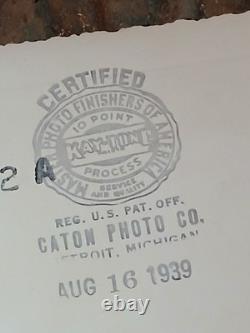 CERTIFIED
MASTER PHOTO FINISHERS OF AMERICA
10 POINT
KAY-TONE
PROCESS
SERVICE
AND QUALITY
2 A
REG. U.S. PAT. OFF.
CATON PHOTO CO.
DETROIT, MICHIGAN
AUG 16 1939
ebay